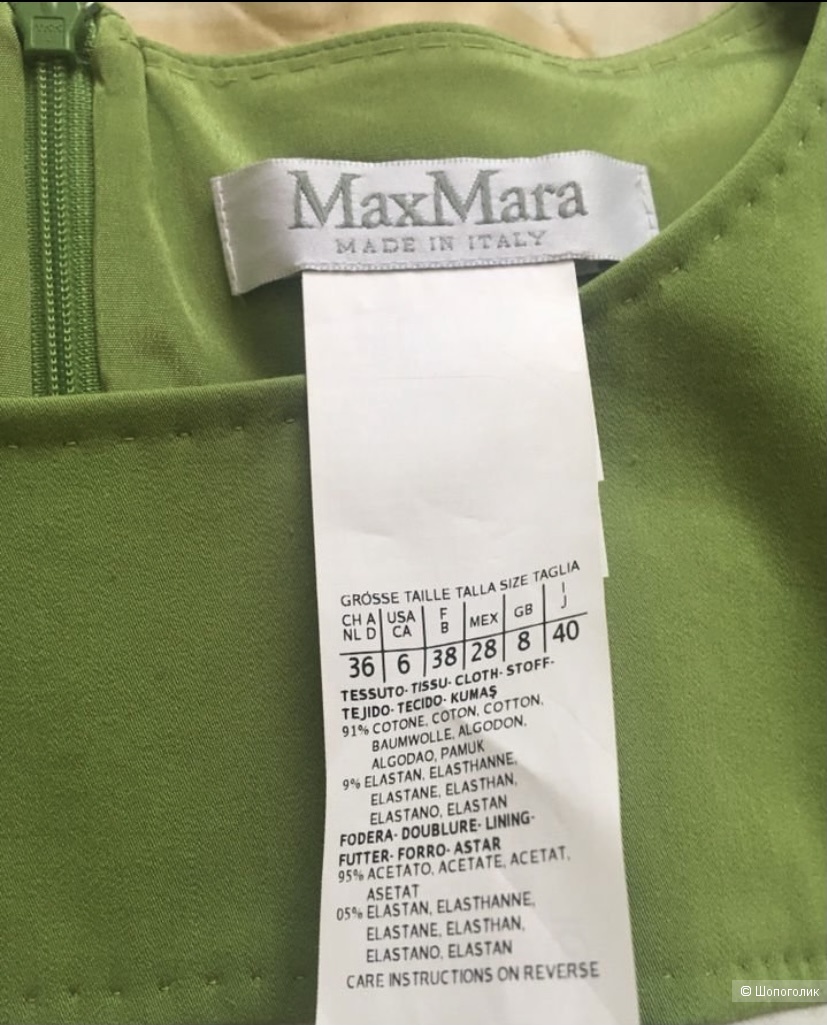 MaxMara
MADE IN ITALY
GRÖSSE TAILLE TALLA SIZE TAGLIA
CH A NL D | USA CA | F B | MEX | GB | I J
36 | 6 | 38 | 28 | 8 | 40
TESSUTO- TISSU- CLOTH- STOFF-
TEJIDO- TECIDO- KUMAŞ
91% COTONE, COTON, COTTON,
BAUMWOLLE, ALGODON,
ALGODAO, PAMUK
9% ELASTAN, ELASTHANNE,
ELASTANE, ELASTHAN,
ELASTANO, ELASTAN
FODERA- DOUBLURE- LINING-
FUTTER- FORRO- ASTAR
95% ACETATO, ACETATE, ACETAT,
ASETAT
05% ELASTAN, ELASTHANNE,
ELASTANE, ELASTHAN,
ELASTANO, ELASTAN
CARE INSTRUCTIONS ON REVERSE
© Шопоголик